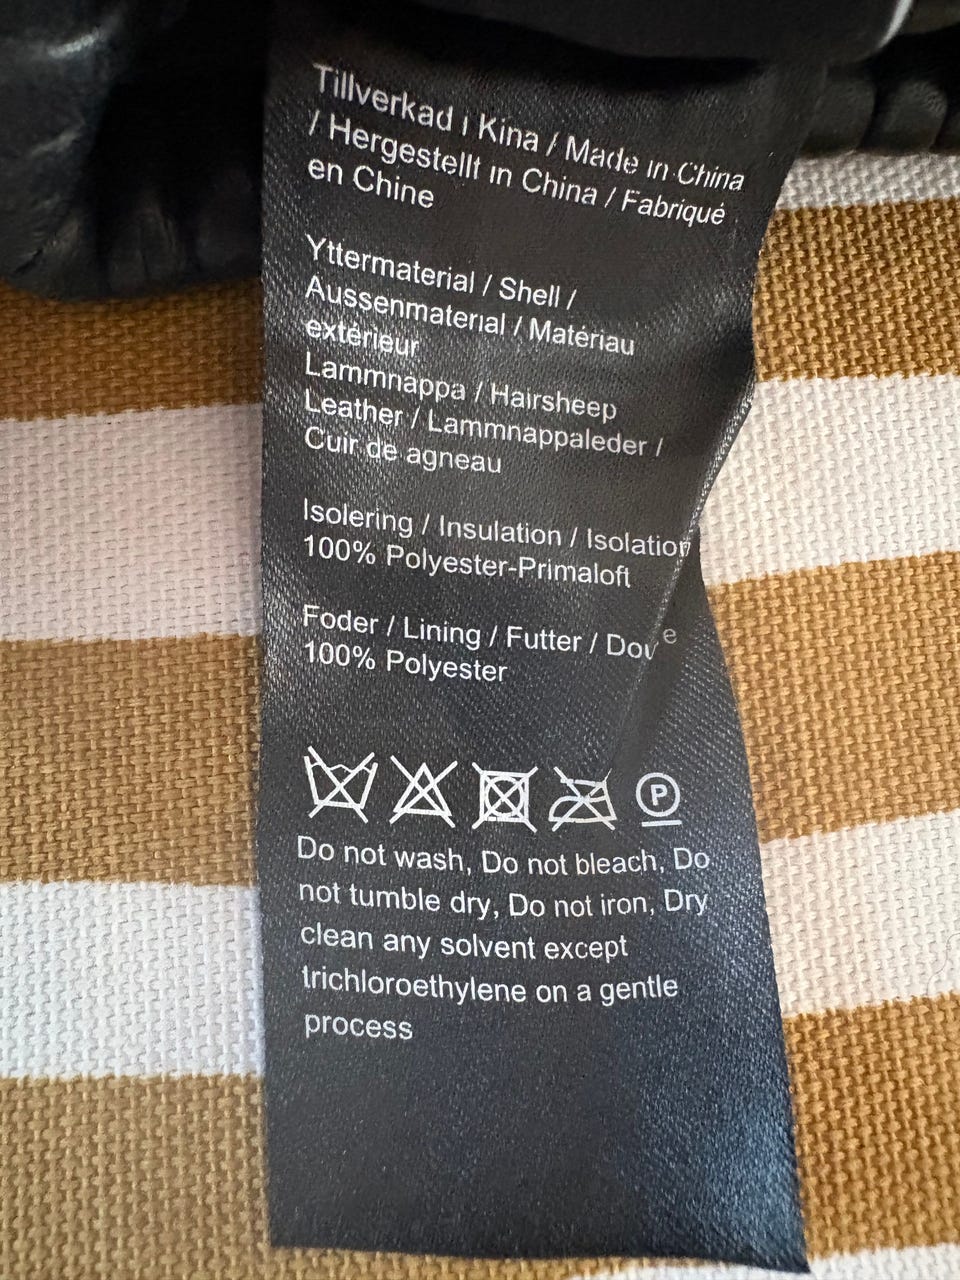 Tillverkad i Kina / Made in China
/ Hergestellt in China / Fabriqué
en Chine
Yttermaterial / Shell /
Aussenmaterial / Matériau
extérieur
Lammnappa / Hairsheep
Leather / Lammnappaleder /
Cuir de agneau
Isolering / Insulation / Isolation
100% Polyester-Primaloft
Foder / Lining / Futter /
100% Polyester
P
Do not wash, Do not bleach, Do
not tumble dry, Do not iron, Dry
clean any solvent except
trichloroethylene on a gentle
process